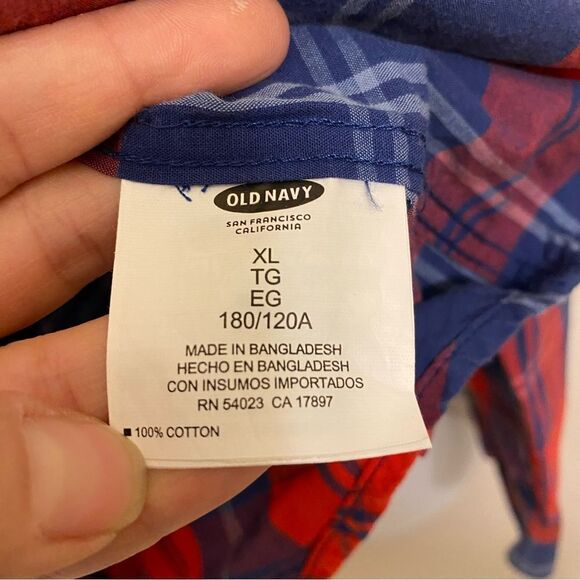 OLD NAVY
SAN FRANCISCO
CALIFORNIA
XL
TG
EG
180/120A
MADE IN BANGLADESH
HECHO EN BANGLADESH
CON INSUMOS IMPORTADOS
RN 54023 CA 17897
100% COTTON